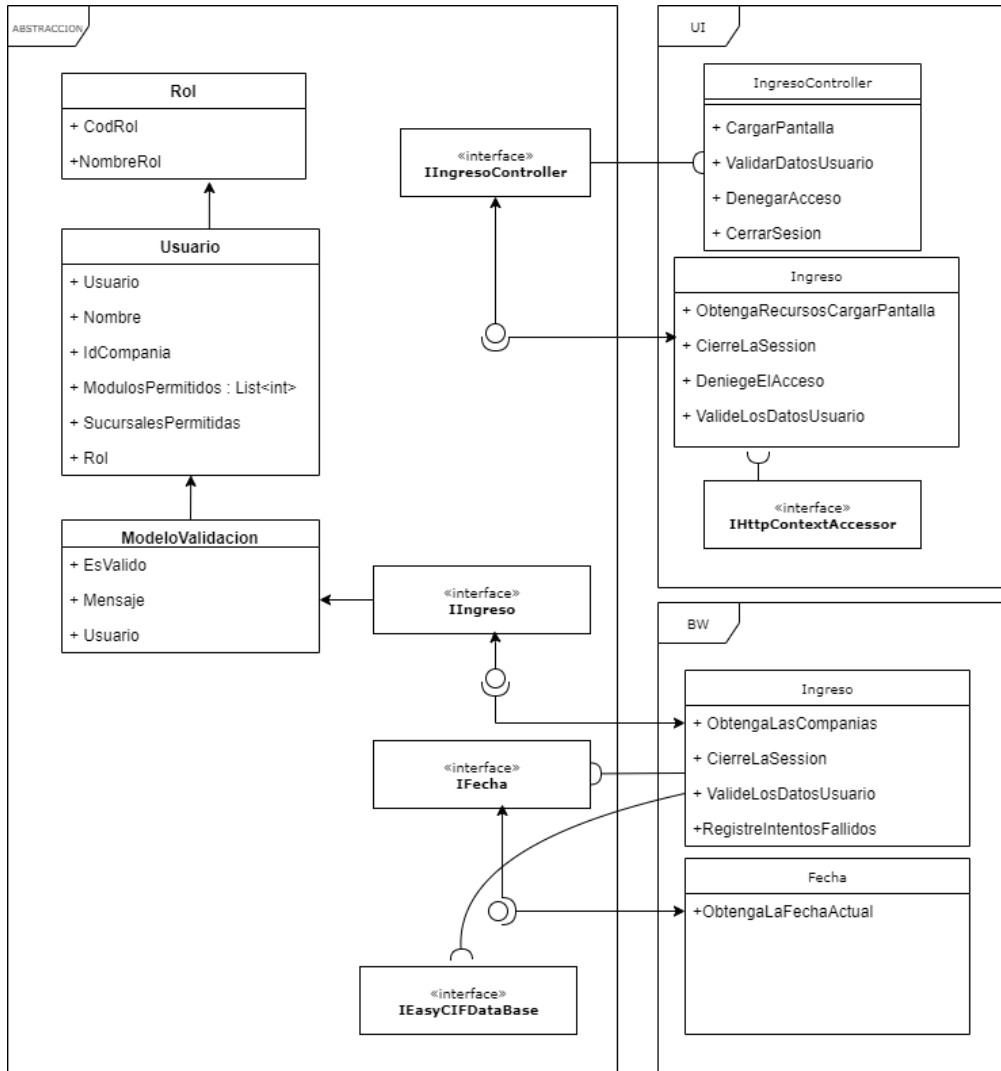 ABSTRACCION
Rol
+ CodRol
+NombreRol
Usuario
+ Usuario
+ Nombre
+ IdCompania
+ ModulosPermitidos : List<int>
+ SucursalesPermitidas
+ Rol
ModeloValidacion
+ EsValido
+ Mensaje
+ Usuario
«interface»
IIngresoController
«interface»
IIngreso
«interface»
IFecha
«interface»
IEasyCIFDataBase
UI
IngresoController
+ CargarPantalla
+ ValidarDatosUsuario
+ DenegarAcceso
+ CerrarSesion
Ingreso
+ ObtengaRecursosCargarPantalla
+ CierreLaSession
+ DeniegeElAcceso
+ ValideLosDatosUsuario
«interface»
IHttpContextAccessor
BW
Ingreso
+ ObtengaLasCompanias
+ CierreLaSession
+ ValideLosDatosUsuario
+RegistreIntentosFallidos
Fecha
+ObtengaLaFechaActual